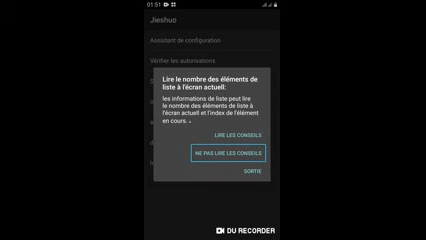 01:51
Jieshuo
Assistant de configuration
Vérifier les autorisations
Lire le nombre des éléments de
liste à l'écran actuell:
les informations de liste peut lire
le nombre des éléments de liste à
l'écran actuell et l'index de l'élément
en cours. 。
LIRE LES CONSEILS
NE PAS LIRE LES CONSEILS
SORTIE
DU RECORDER